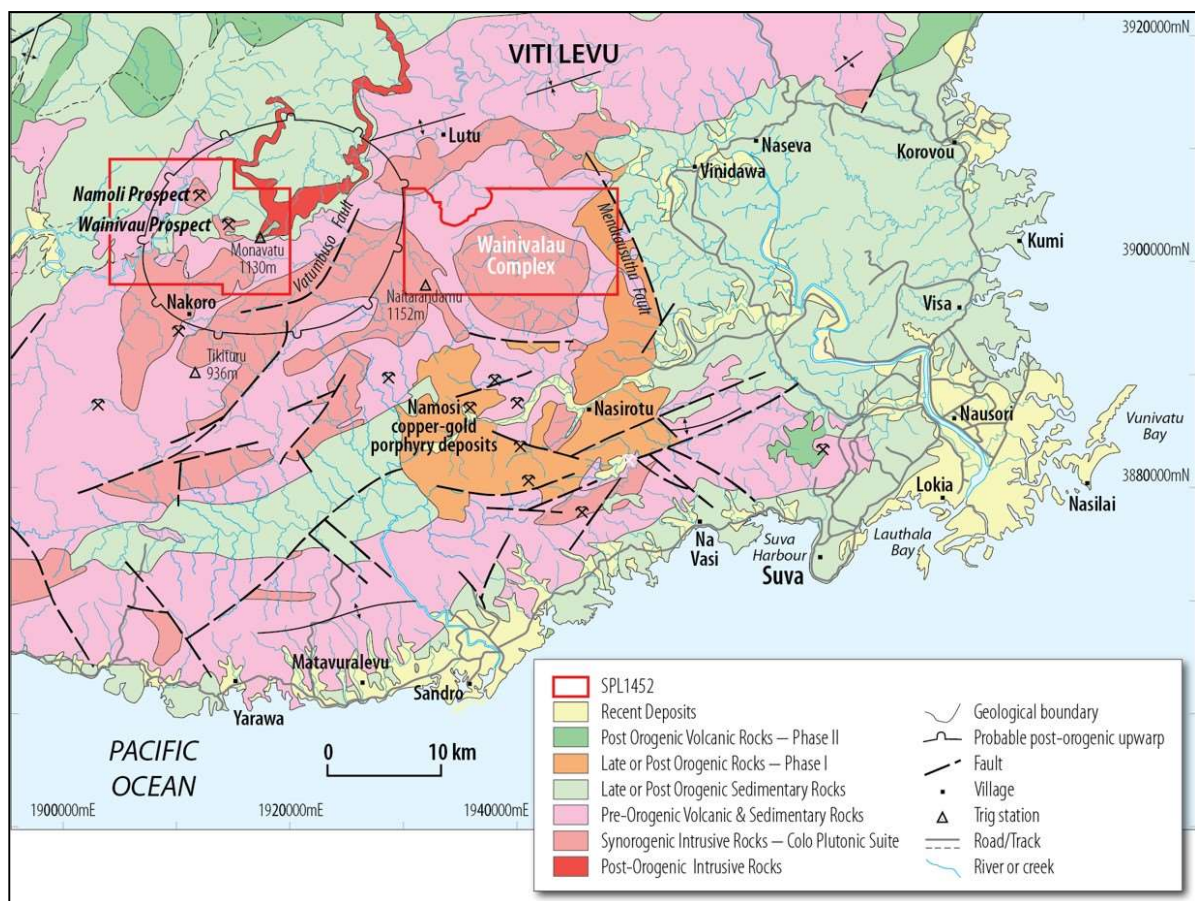 3920000mN
VITI LEVU
Lutu
Naseva
Korovou
Vinidawa
Namoli Prospect
Wainivau Prospect
Monavatu
1130m
Vatumbuso Fault
Mendrausuthu Fault
Wainivalau
Complex
Kumi
3900000mN
Nakoro
Naitarandamu
1152m
Visa
Tikituru
936m
Namosi
copper-gold
porphyry deposits
Nasirotu
Nausori
Vunivatu
Bay
3880000mN
Lokia
Nasilai
Na
Vasi
Suva
Harbour
Lauthala
Bay
Suva
Matavuralevu
Sandro
Yarawa
PACIFIC
OCEAN
0 10 km
1900000mE 1920000mE 1940000mE
SPL1452
Recent Deposits
Post Orogenic Volcanic Rocks — Phase II
Late or Post Orogenic Rocks — Phase I
Late or Post Orogenic Sedimentary Rocks
Pre-Orogenic Volcanic & Sedimentary Rocks
Synorogenic Intrusive Rocks — Colo Plutonic Suite
Post-Orogenic Intrusive Rocks
Geological boundary
Probable post-orogenic upwarp
Fault
Village
Trig station
Road/Track
River or creek